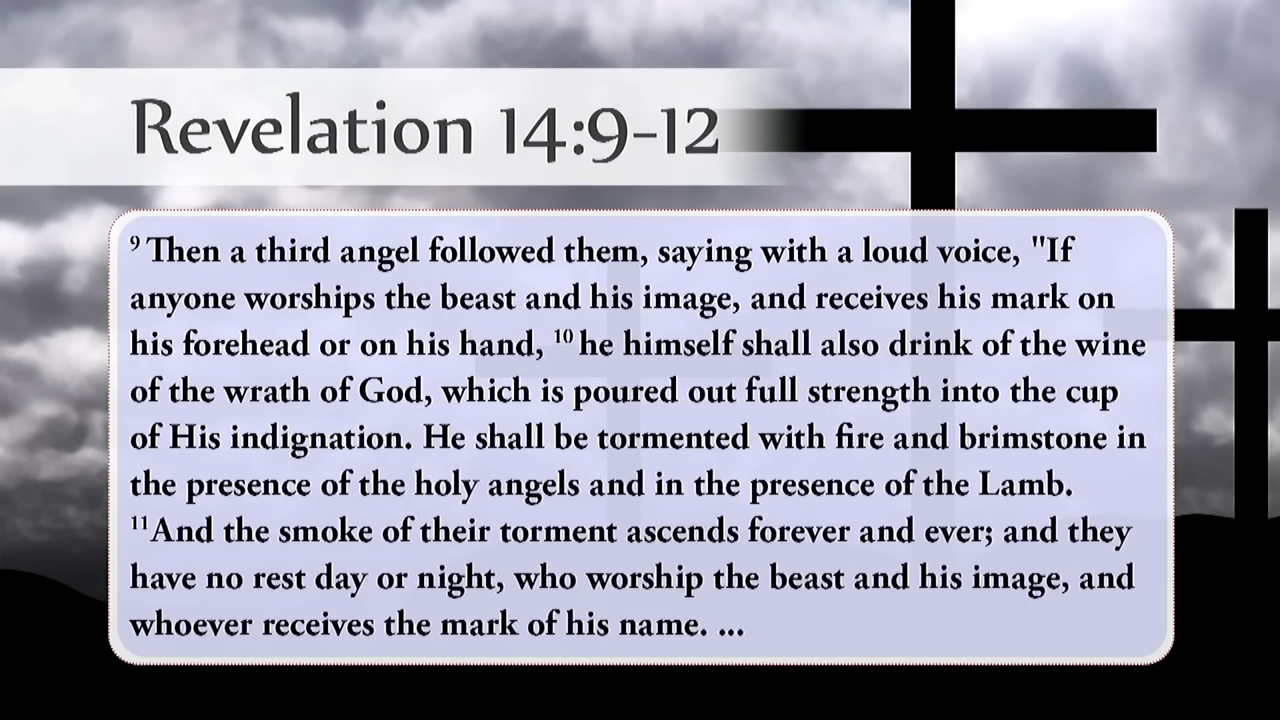 Revelation 14:9-12
⁹ Then a third angel followed them, saying with a loud voice, "If
anyone worships the beast and his image, and receives his mark on
his forehead or on his hand, ¹⁰ he himself shall also drink of the wine
of the wrath of God, which is poured out full strength into the cup
of His indignation. He shall be tormented with fire and brimstone in
the presence of the holy angels and in the presence of the Lamb.
¹¹And the smoke of their torment ascends forever and ever; and they
have no rest day or night, who worship the beast and his image, and
whoever receives the mark of his name. ...